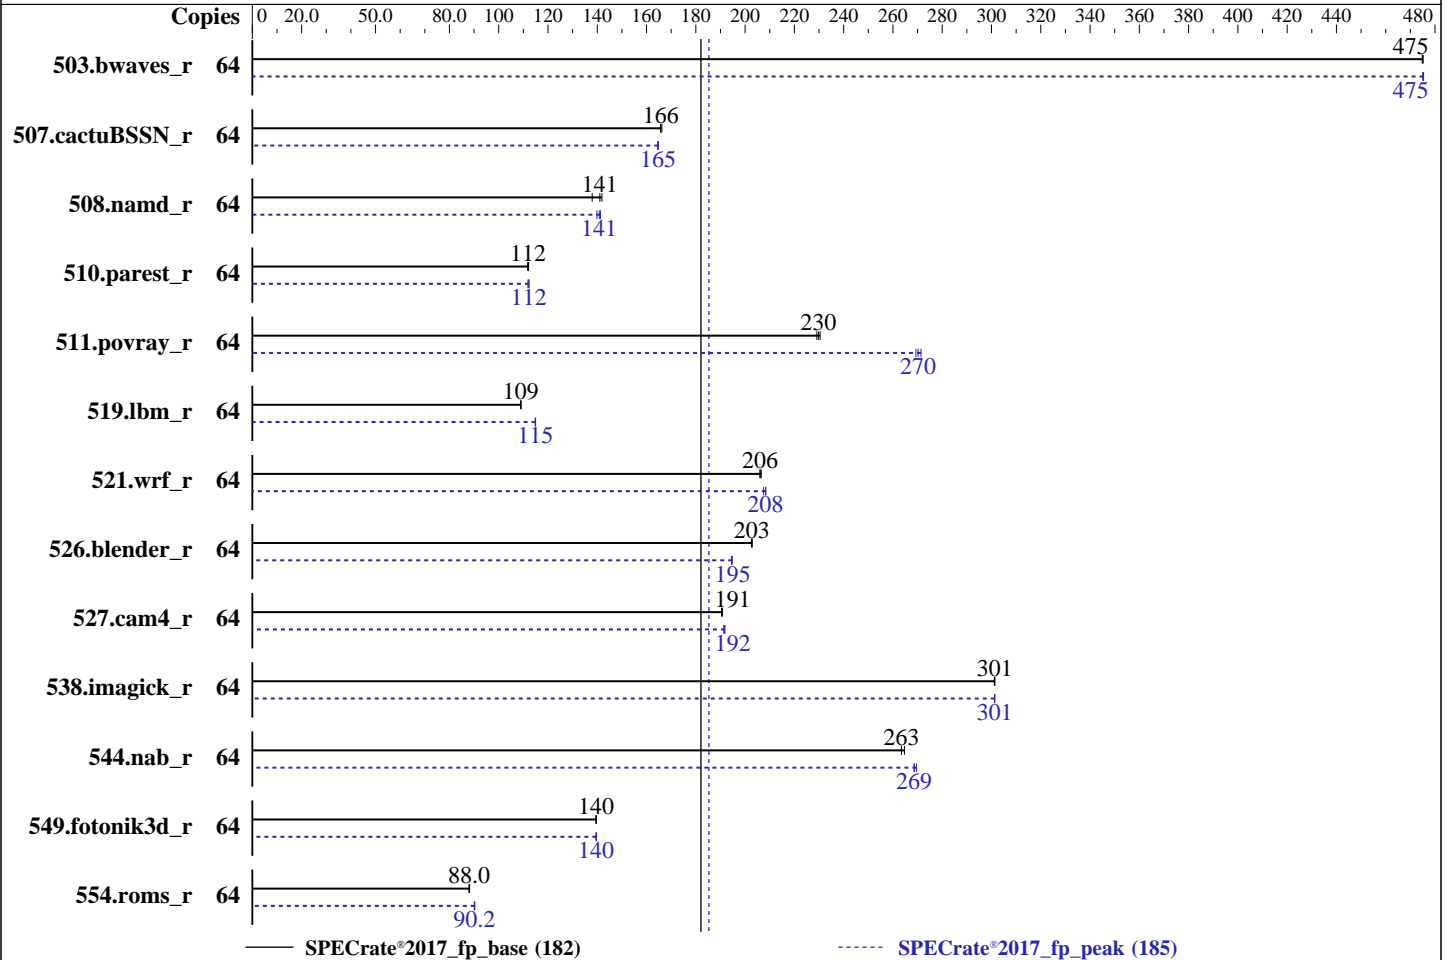 Copies 0 20.0 50.0 80.0 100 120 140 160 180 200 220 240 260 280 300 320 340 360 380 400 420 440 480
475
503.bwaves_r 64
475
166
507.cactuBSSN_r 64
165
141
508.namd_r 64
141
112
510.parest_r 64
112
230
511.povray_r 64
270
109
519.lbm_r 64
115
206
521.wrf_r 64
208
203
526.blender_r 64
195
191
527.cam4_r 64
192
301
538.imagick_r 64
301
263
544.nab_r 64
269
140
549.fotonik3d_r 64
140
88.0
554.roms_r 64
90.2
SPECrate®2017_fp_base (182) SPECrate®2017_fp_peak (185)